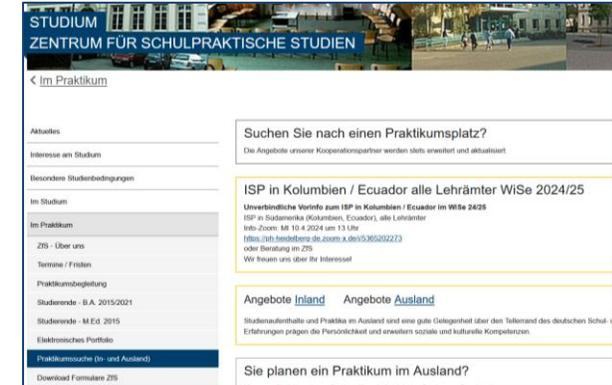 STUDIUM
ZENTRUM FÜR SCHULPRAKTISCHE STUDIEN
< Im Praktikum
Aktuelles
Interesse am Studium
Besondere Studienbedingungen
Im Studium
Im Praktikum
ZfS - Über uns
Termine / Fristen
Praktikumsbegleitung
Studierende - B.A. 2015/2021
Studierende - M.Ed. 2015
Elektronisches Portfolio
Praktikumssuche (In- und Ausland)
Download Formulare ZfS
Suchen Sie nach einen Praktikumsplatz?
Die Angebote unserer Kooperationspartner werden stets erweitert und aktualisiert
ISP in Kolumbien / Ecuador alle Lehrämter WiSe 2024/25
Unverbindliche Vorinfo zum ISP in Kolumbien / Ecuador im WiSe 24/25
ISP in Südamerika (Kolumbien, Ecuador), alle Lehrämter
Info-Zoom: MI 10.4.2024 um 13 Uhr
https://ph-heidelberg-de.zoom-x.de/j/5365202273
oder Beratung im ZfS
Wir freuen uns über Ihr Interesse!
Angebote Inland Angebote Ausland
Studienaufenthalte und Praktika im Ausland sind eine gute Gelegenheit über den Tellerrand des deutschen Schul-
Erfahrungen prägen die Persönlichkeit und erweitern soziale und kulturelle Kompetenzen.
Sie planen ein Praktikum im Ausland?